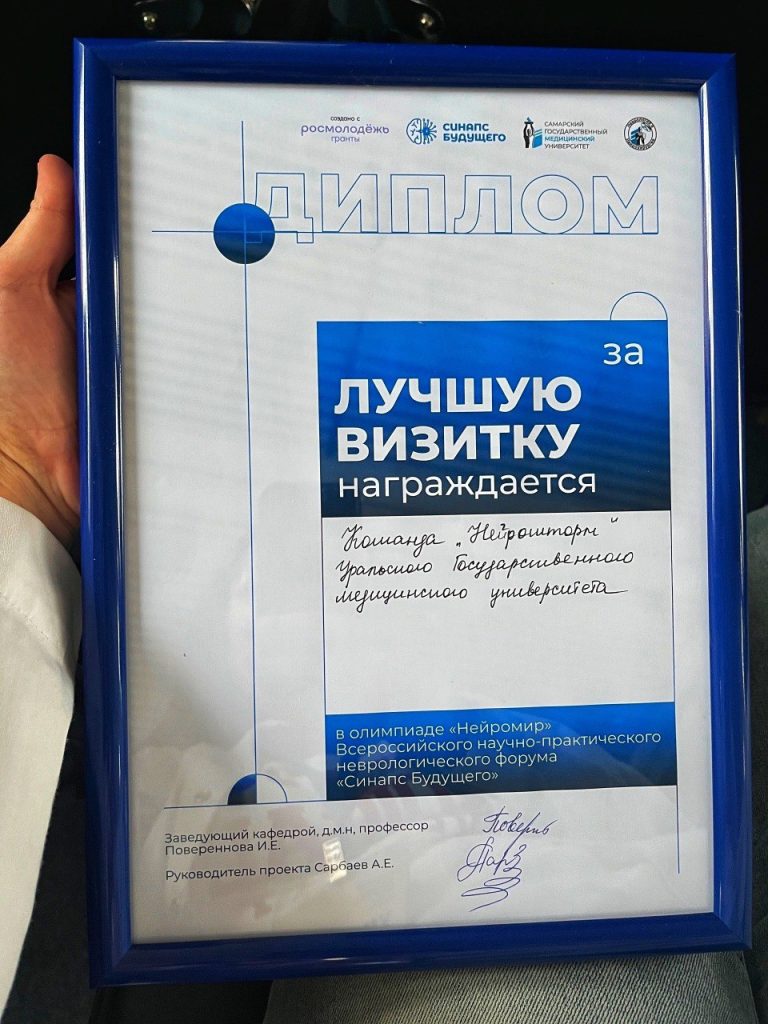 создано с
росмолодёжь
гранты
СИНАПС
БУДУЩЕГО
САМАРСКИЙ
ГОСУДАРСТВЕННЫЙ
МЕДИЦИНСКИЙ
УНИВЕРСИТЕТ
ДИПЛОМ
за
ЛУЧШУЮ
ВИЗИТКУ
награждается
Команда „Нейрошторм"
Уральского Государственного
медицинского университета
в олимпиаде «Нейромир»
Всероссийского научно-практического
неврологического форума
«Синапс Будущего»
Заведующий кафедрой, д.м.н, профессор
Повереннова И.Е.
Руководитель проекта Сарбаев А.Е.